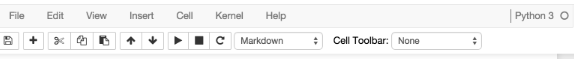 File Edit View Insert Cell Kernel Help Python 3
Markdown Cell Toolbar: None